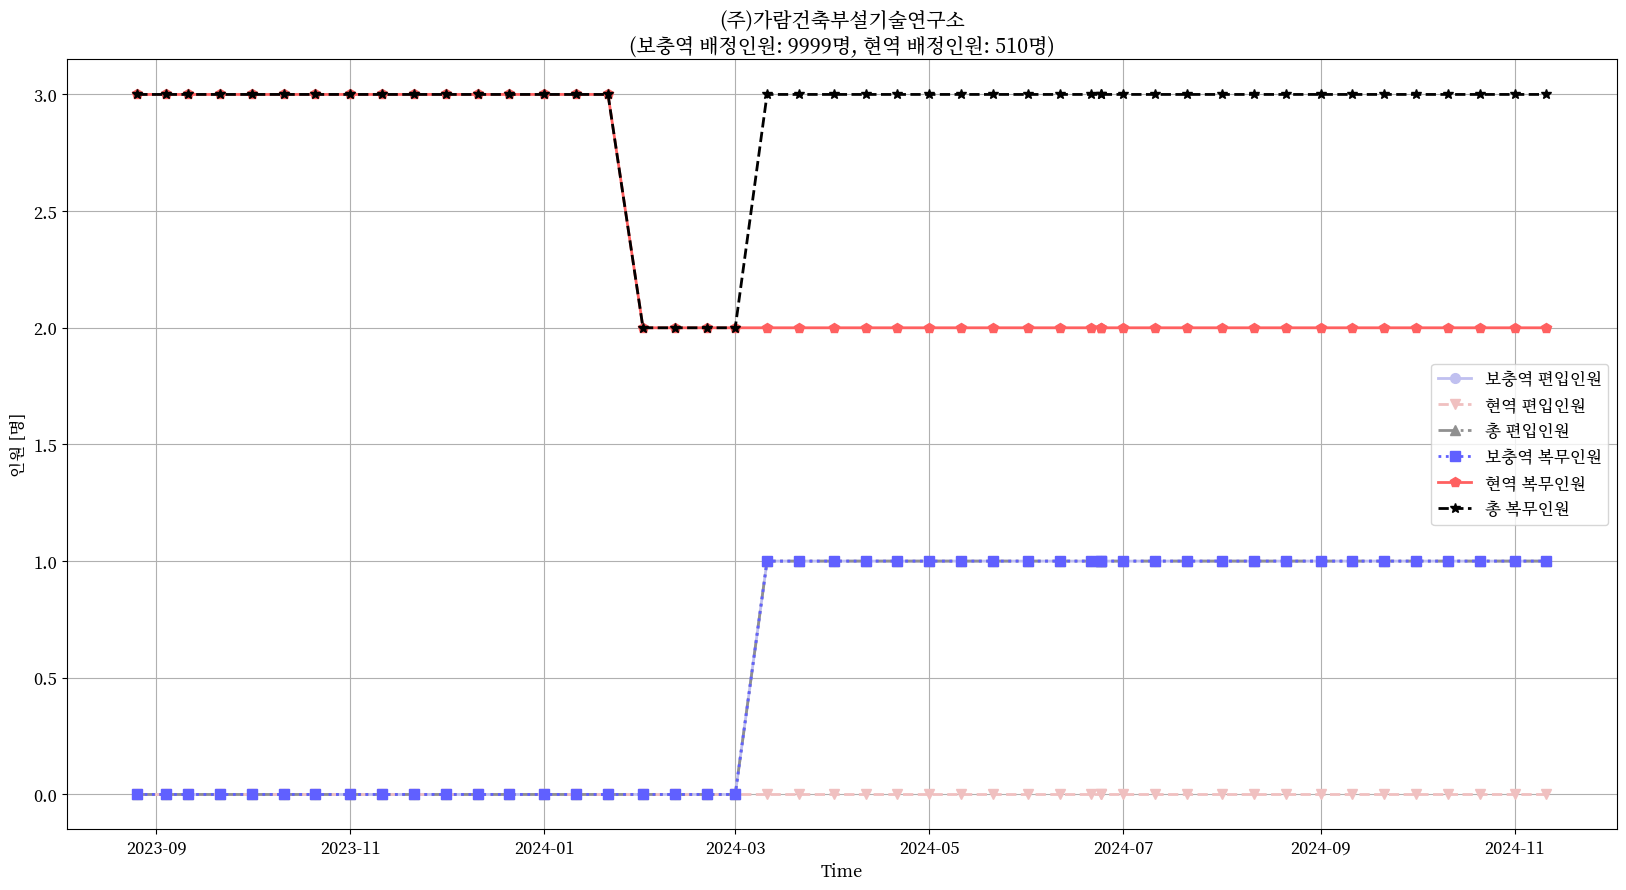 (주)가람건축부설기술연구소
(보충역 배정인원: 9999명, 현역 배정인원: 510명)
3.0
2.5
2.0
1.5
1.0
0.5
0.0
인원 [명]
보충역 편입인원
현역 편입인원
총 편입인원
보충역 복무인원
현역 복무인원
총 복무인원
2023-09
2023-11
2024-01
2024-03
2024-05
2024-07
2024-09
2024-11
Time